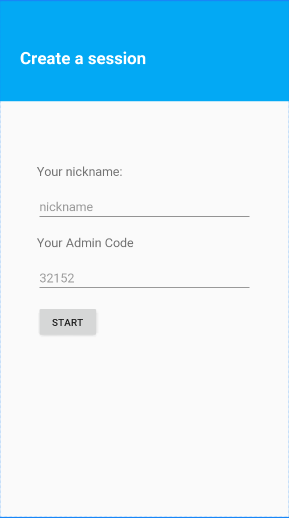 Create a session
Your nickname:
nickname
Your Admin Code
32152
START